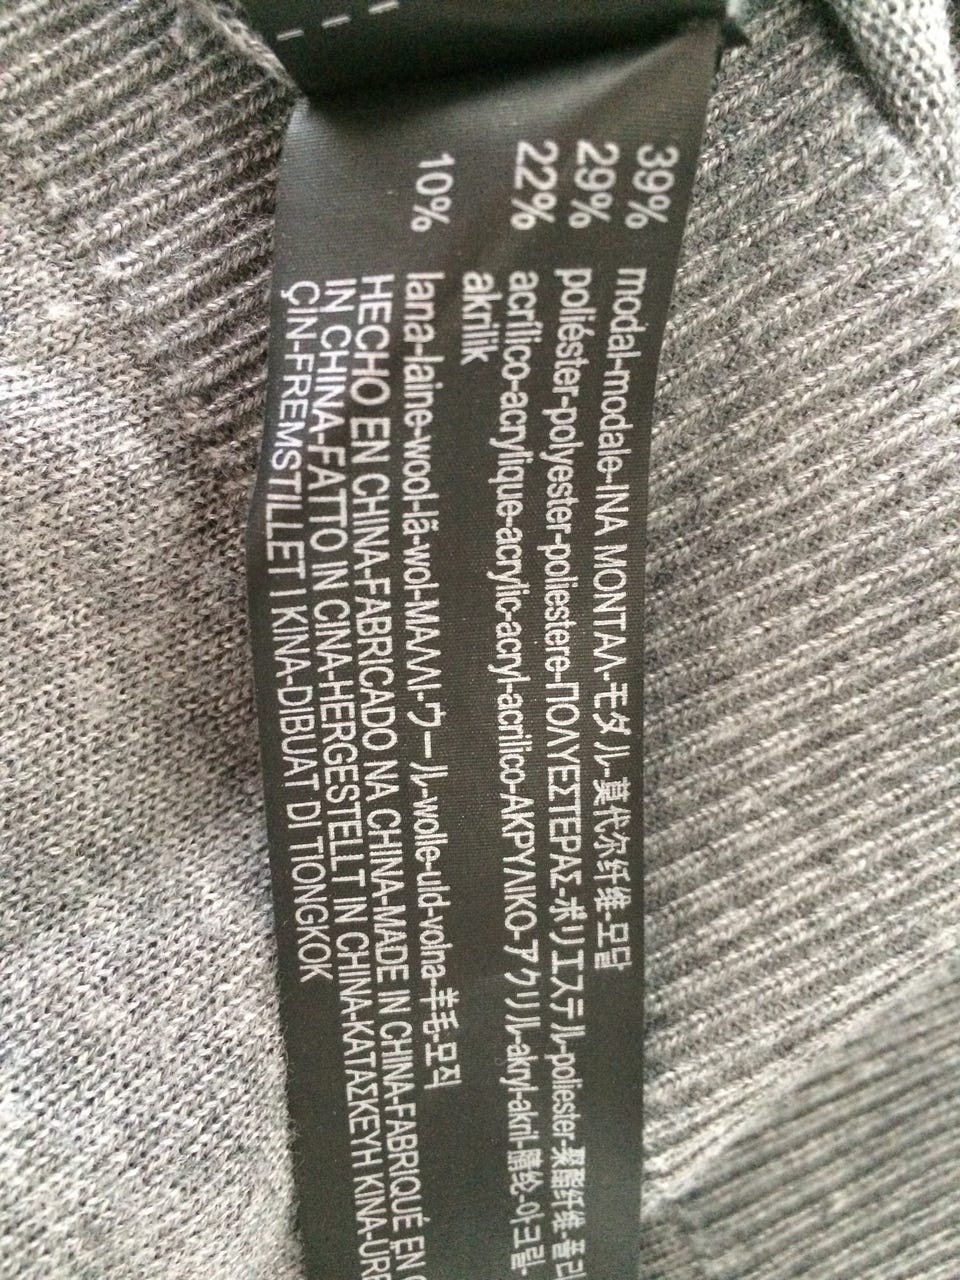 39% modal-modale-ΙΝΑ ΜΟΝΤΑΛ-モダル-莫代尔纤维-모달
29% poliéster-polyester-poliestere-ΠΟΛΥΕΣΤΕΡΑΣ-ポリエステル-poliester-聚酯纤维-폴리
22% acrílico-acrylique-acrylic-acryl-acrilico-ΑΚΡΥΛΙΚΟ-アクリル-akryl-akril-腈纶-아크릴-
akrilik
10% lana-laine-wool-lã-wol-ΜΑΛΛΙ-ウール-wolle-uld-volna-羊毛-모직
HECHO EN CHINA-FABRICADO NA CHINA-MADE IN CHINA-FABRIQUÉ EN
IN CHINA-FATTO IN CINA-HERGESTELLT IN CHINA-ΚΑΤΑΣΚΕΥΗ ΚΙΝΑ-ÜRE
ÇİN-FREMSTILLET I KINA-DIBUAT DI TIONGKOK